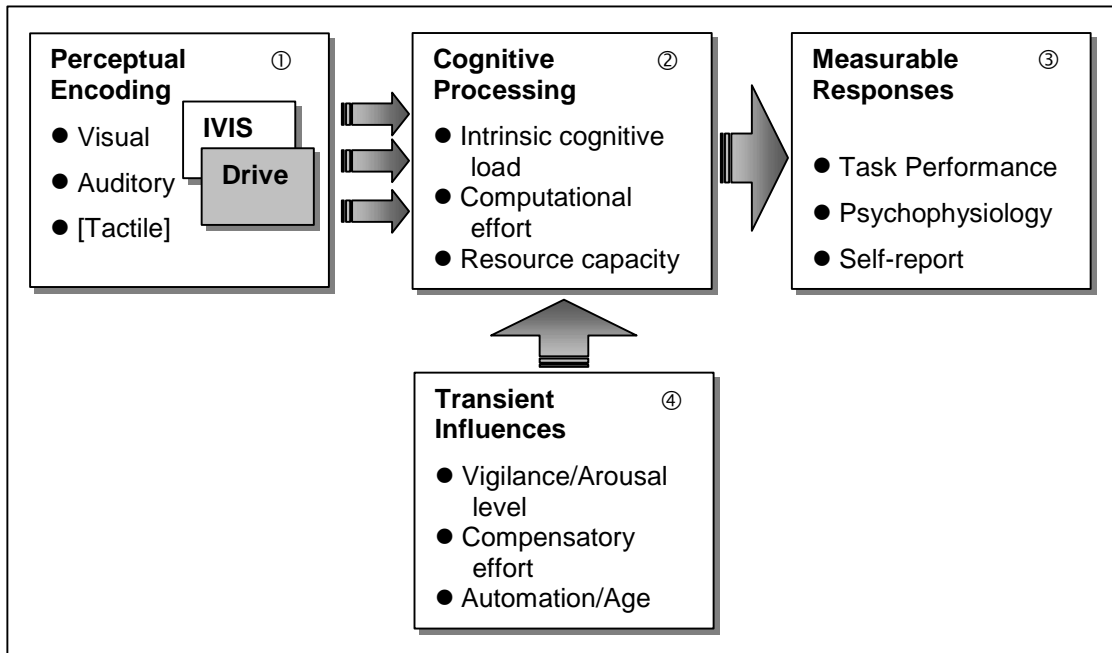 Perceptual ①
Encoding
● Visual
● Auditory
● [Tactile]
IVIS
Drive
Cognitive ②
Processing
● Intrinsic cognitive
load
● Computational
effort
● Resource capacity
Measurable ③
Responses
● Task Performance
● Psychophysiology
● Self-report
Transient ④
Influences
● Vigilance/Arousal
level
● Compensatory
effort
● Automation/Age